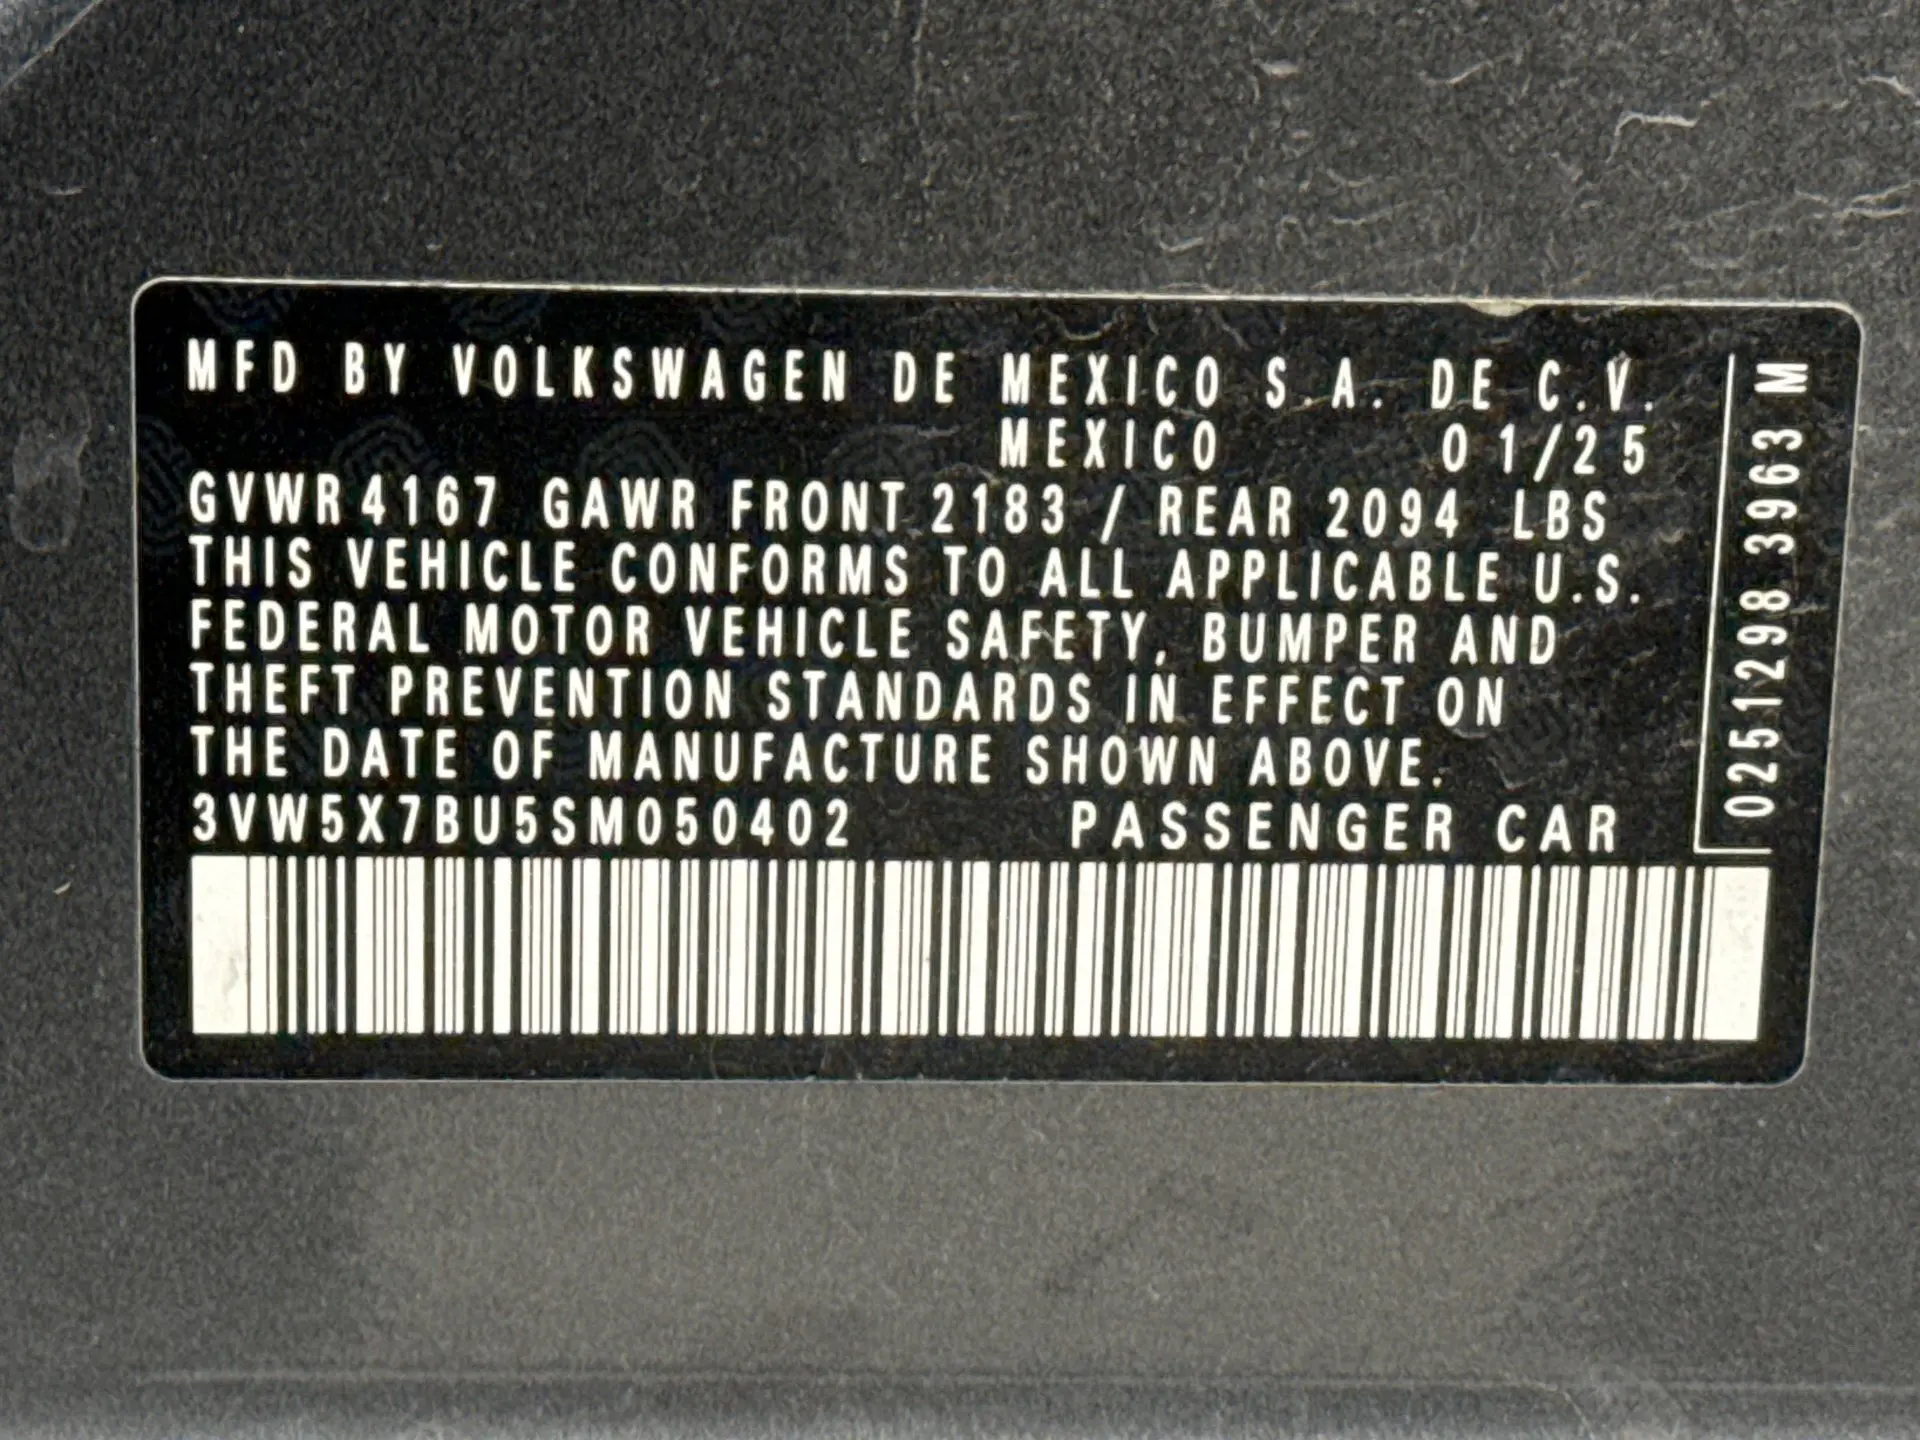 MFD BY VOLKSWAGEN DE MEXICO S.A. DE C.V.
MEXICO 01/25
GVWR 4167 GAWR FRONT 2183 / REAR 2094 LBS
THIS VEHICLE CONFORMS TO ALL APPLICABLE U.S.
FEDERAL MOTOR VEHICLE SAFETY, BUMPER AND
THEFT PREVENTION STANDARDS IN EFFECT ON
THE DATE OF MANUFACTURE SHOWN ABOVE.
3VW5X7BU5SM050402 PASSENGER CAR
0251298 3963 M